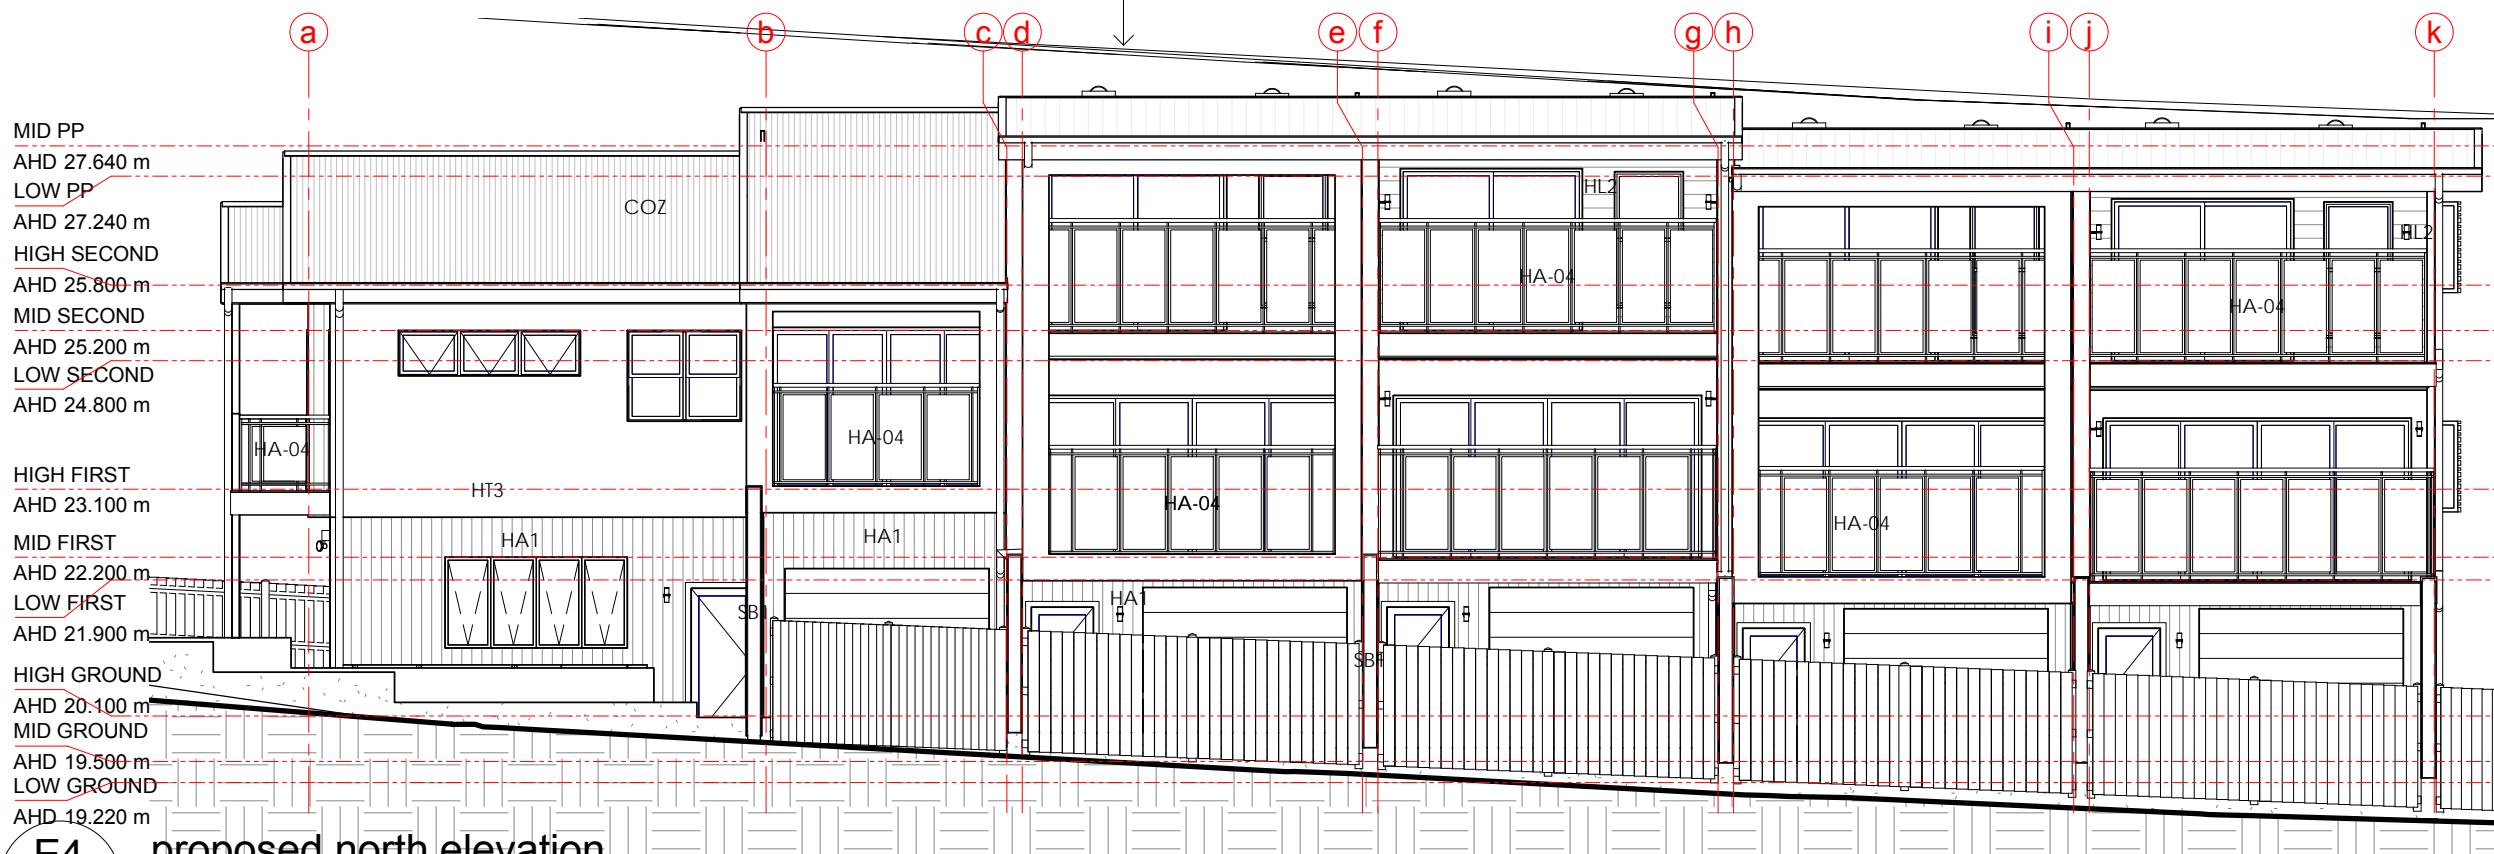 a b c d e f g h i j k
MID PP
AHD 27.640 m
LOW PP
AHD 27.240 m
HIGH SECOND
AHD 25.800 m
MID SECOND
AHD 25.200 m
LOW SECOND
AHD 24.800 m
HIGH FIRST
AHD 23.100 m
MID FIRST
AHD 22.200 m
LOW FIRST
AHD 21.900 m
HIGH GROUND
AHD 20.100 m
MID GROUND
AHD 19.500 m
LOW GROUND
AHD 19.220 m
COZ
HL2
HL2
HA-04
HA-04
HA-04
HA-04
HA-04
HA-04
HT3
HA1
HA1
HA1
SB1
SB1
E4
proposed north elevation